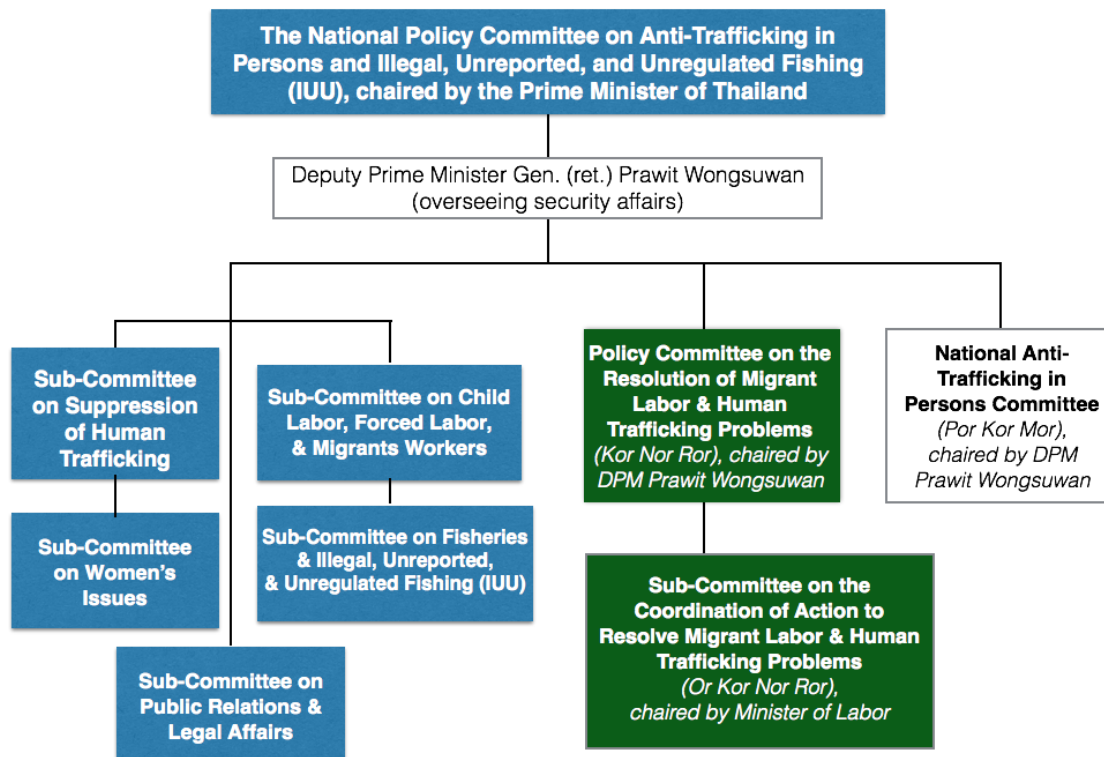 The National Policy Committee on Anti-Trafficking in
Persons and Illegal, Unreported, and Unregulated Fishing
(IUU), chaired by the Prime Minister of Thailand
Deputy Prime Minister Gen. (ret.) Prawit Wongsuwan
(overseeing security affairs)
Sub-Committee
on Suppression
of Human
Trafficking
Sub-Committee on Child
Labor, Forced Labor,
& Migrants Workers
Policy Committee on the
Resolution of Migrant
Labor & Human
Trafficking Problems
(Kor Nor Ror), chaired by
DPM Prawit Wongsuwan
National Anti-
Trafficking in
Persons Committee
(Por Kor Mor),
chaired by DPM
Prawit Wongsuwan
Sub-Committee
on Women's
Issues
Sub-Committee on Fisheries
& Illegal, Unreported,
& Unregulated Fishing (IUU)
Sub-Committee on the
Coordination of Action to
Resolve Migrant Labor & Human
Trafficking Problems
(Or Kor Nor Ror),
chaired by Minister of Labor
Sub-Committee on
Public Relations &
Legal Affairs